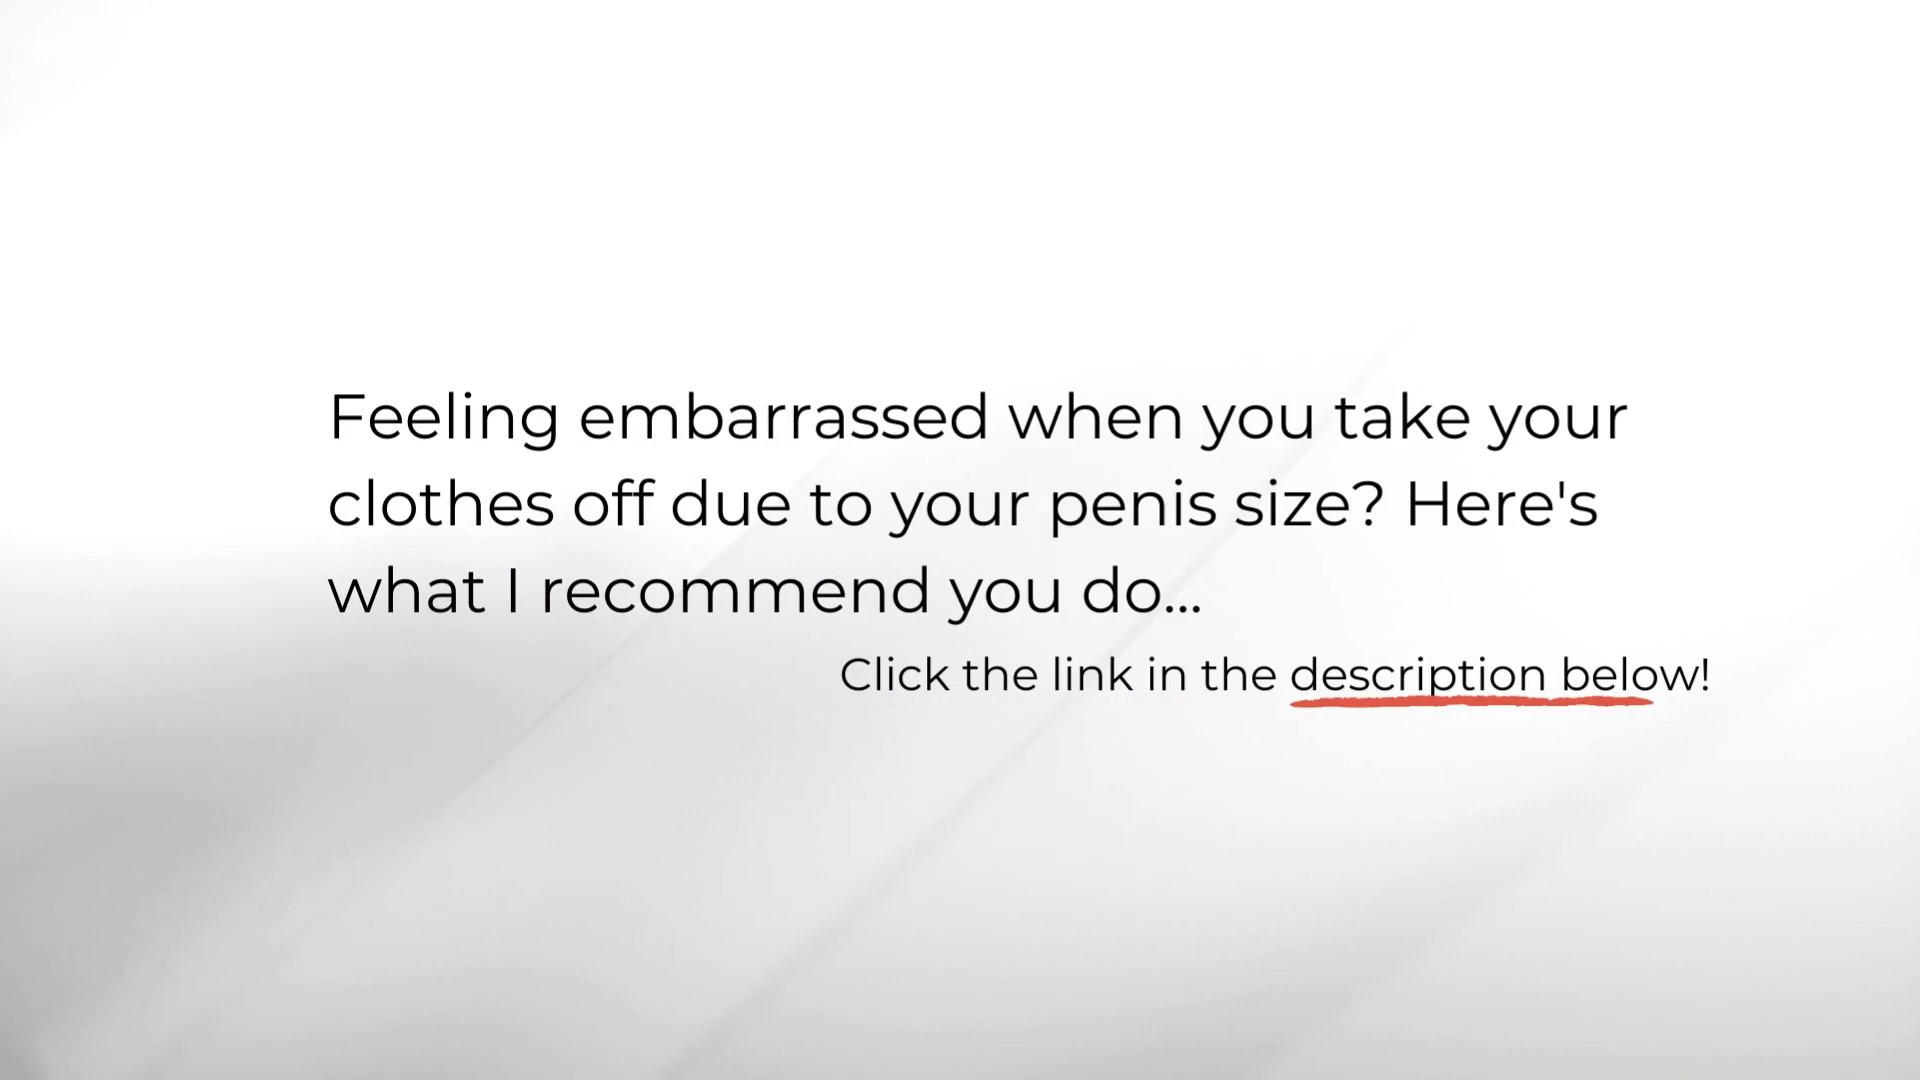 Feeling embarrassed when you take your
clothes off due to your penis size? Here's
what I recommend you do...
Click the link in the description below!